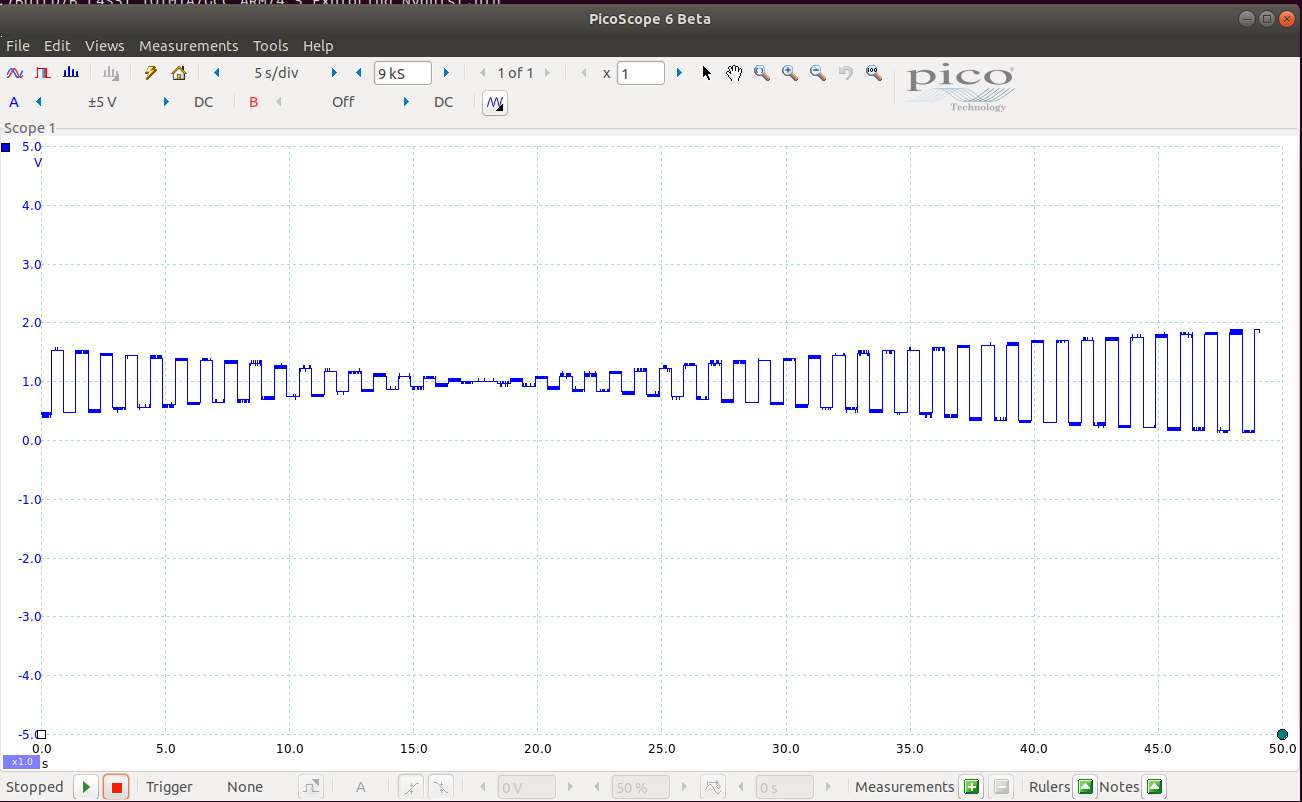 PicoScope 6 Beta
File Edit Views Measurements Tools Help
5 s/div 9 kS 1 of 1 x 1
pico
Technology
A ±5 V DC B Off DC
Scope 1
5.0
V
4.0
3.0
2.0
1.0
0.0
-1.0
-2.0
-3.0
-4.0
-5.0
0.0 5.0 10.0 15.0 20.0 25.0 30.0 35.0 40.0 45.0 50.0
x1.0 s
Stopped Trigger None A 0 V 50 % 0 s Measurements Rulers Notes